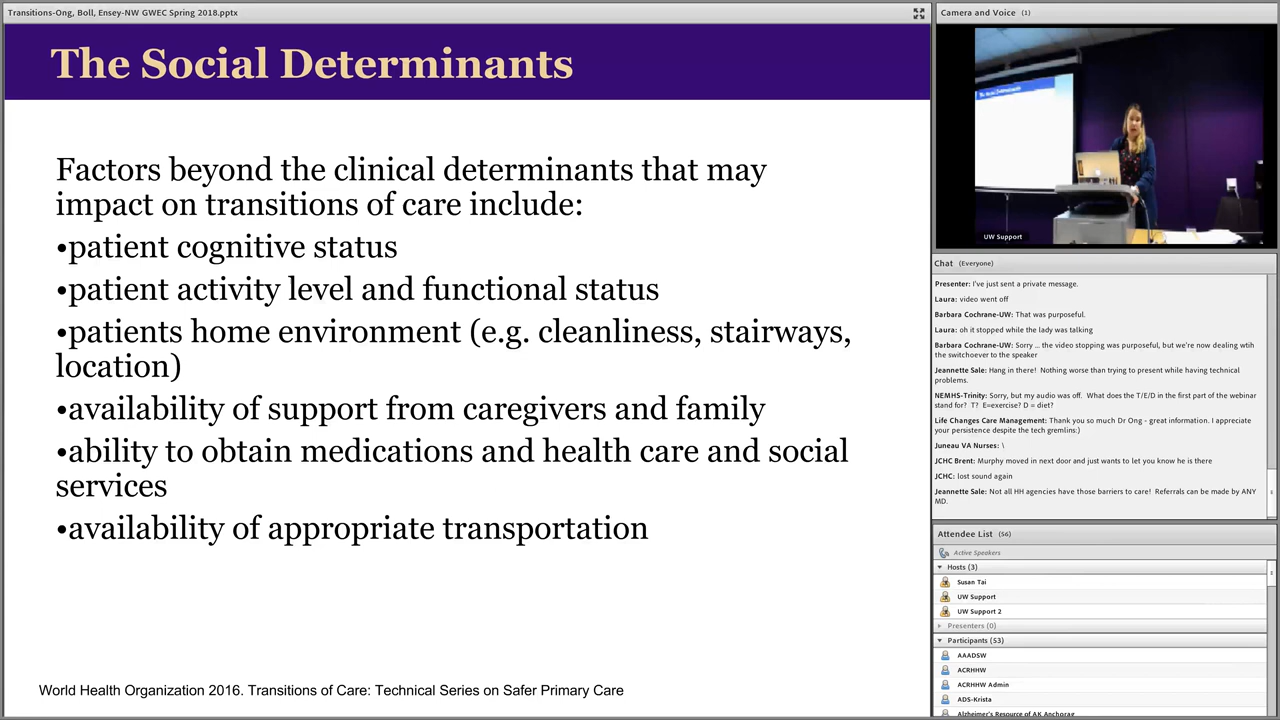 Transitions-Ong, Boll, Ensey-NW GWEC Spring 2018.pptx
The Social Determinants
Factors beyond the clinical determinants that may
impact on transitions of care include:
•patient cognitive status
•patient activity level and functional status
•patients home environment (e.g. cleanliness, stairways,
location)
•availability of support from caregivers and family
•ability to obtain medications and health care and social
services
•availability of appropriate transportation
World Health Organization 2016. Transitions of Care: Technical Series on Safer Primary Care
Camera and Voice (1)
The Social Determinants
UW Support
Chat (Everyone)
Presenter: I've just sent a private message.
Laura: video went off
Barbara Cochrane-UW: That was purposeful.
Laura: oh it stopped while the lady was talking
Barbara Cochrane-UW: Sorry ... the video stopping was purposeful, but we're now dealing wtih
the switchoever to the speaker
Jeannette Sale: Hang in there! Nothing worse than trying to present while having technical
problems.
NEMHS-Trinity: Sorry, but my audio was off. What does the T/E/D in the first part of the webinar
stand for? T? E=exercise? D = diet?
Life Changes Care Management: Thank you so much Dr Ong - great information. I appreciate
your persistence despite the tech gremlins:)
Juneau VA Nurses: \
JCHC Brent: Murphy moved in next door and just wants to let you know he is there
JCHC: lost sound again
Jeannette Sale: Not all HH agencies have those barriers to care! Referrals can be made by ANY
MD.
Attendee List (56)
Active Speakers
Hosts (3)
Susan Tai
UW Support
UW Support 2
Presenters (0)
Participants (53)
AAADSW
ACRHHW
ACRHHW Admin
ADS-Krista
Alzheimer's Resource of AK Anchorag